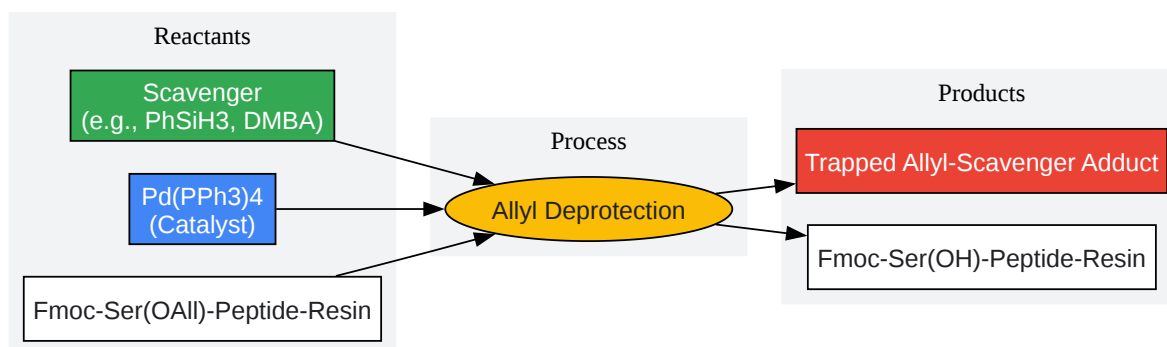 Reactants
Scavenger
(e.g., PhSiH3, DMBA)
Pd(PPh3)4
(Catalyst)
Fmoc-Ser(OAll)-Peptide-Resin
Process
Allyl Deprotection
Products
Trapped Allyl-Scavenger Adduct
Fmoc-Ser(OH)-Peptide-Resin